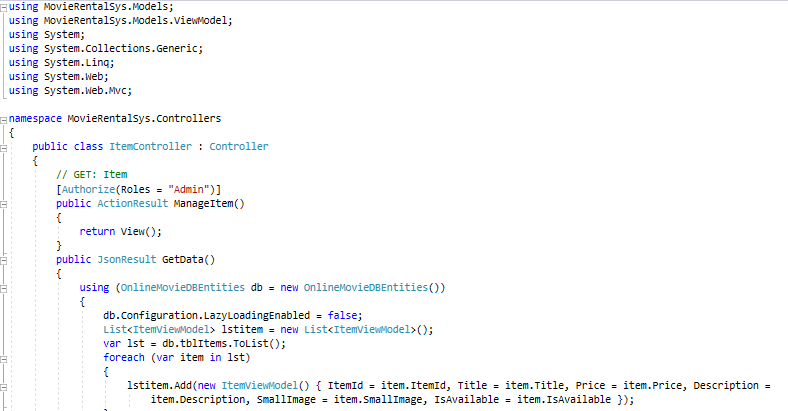 using MovieRentalSys.Models;
using MovieRentalSys.Models.ViewModel;
using System;
using System.Collections.Generic;
using System.Linq;
using System.Web;
using System.Web.Mvc;

namespace MovieRentalSys.Controllers
{
    public class ItemController : Controller
    {
        // GET: Item
        [Authorize(Roles = "Admin")]
        public ActionResult ManageItem()
        {
            return View();
        }
        public JsonResult GetData()
        {
            using (OnlineMovieDBEntities db = new OnlineMovieDBEntities())
            {
                db.Configuration.LazyLoadingEnabled = false;
                List<ItemViewModel> lstitem = new List<ItemViewModel>();
                var lst = db.tblItems.ToList();
                foreach (var item in lst)
                {
                    lstitem.Add(new ItemViewModel() { ItemId = item.ItemId, Title = item.Title, Price = item.Price, Description =
                        item.Description, SmallImage = item.SmallImage, IsAvailable = item.IsAvailable });
                }